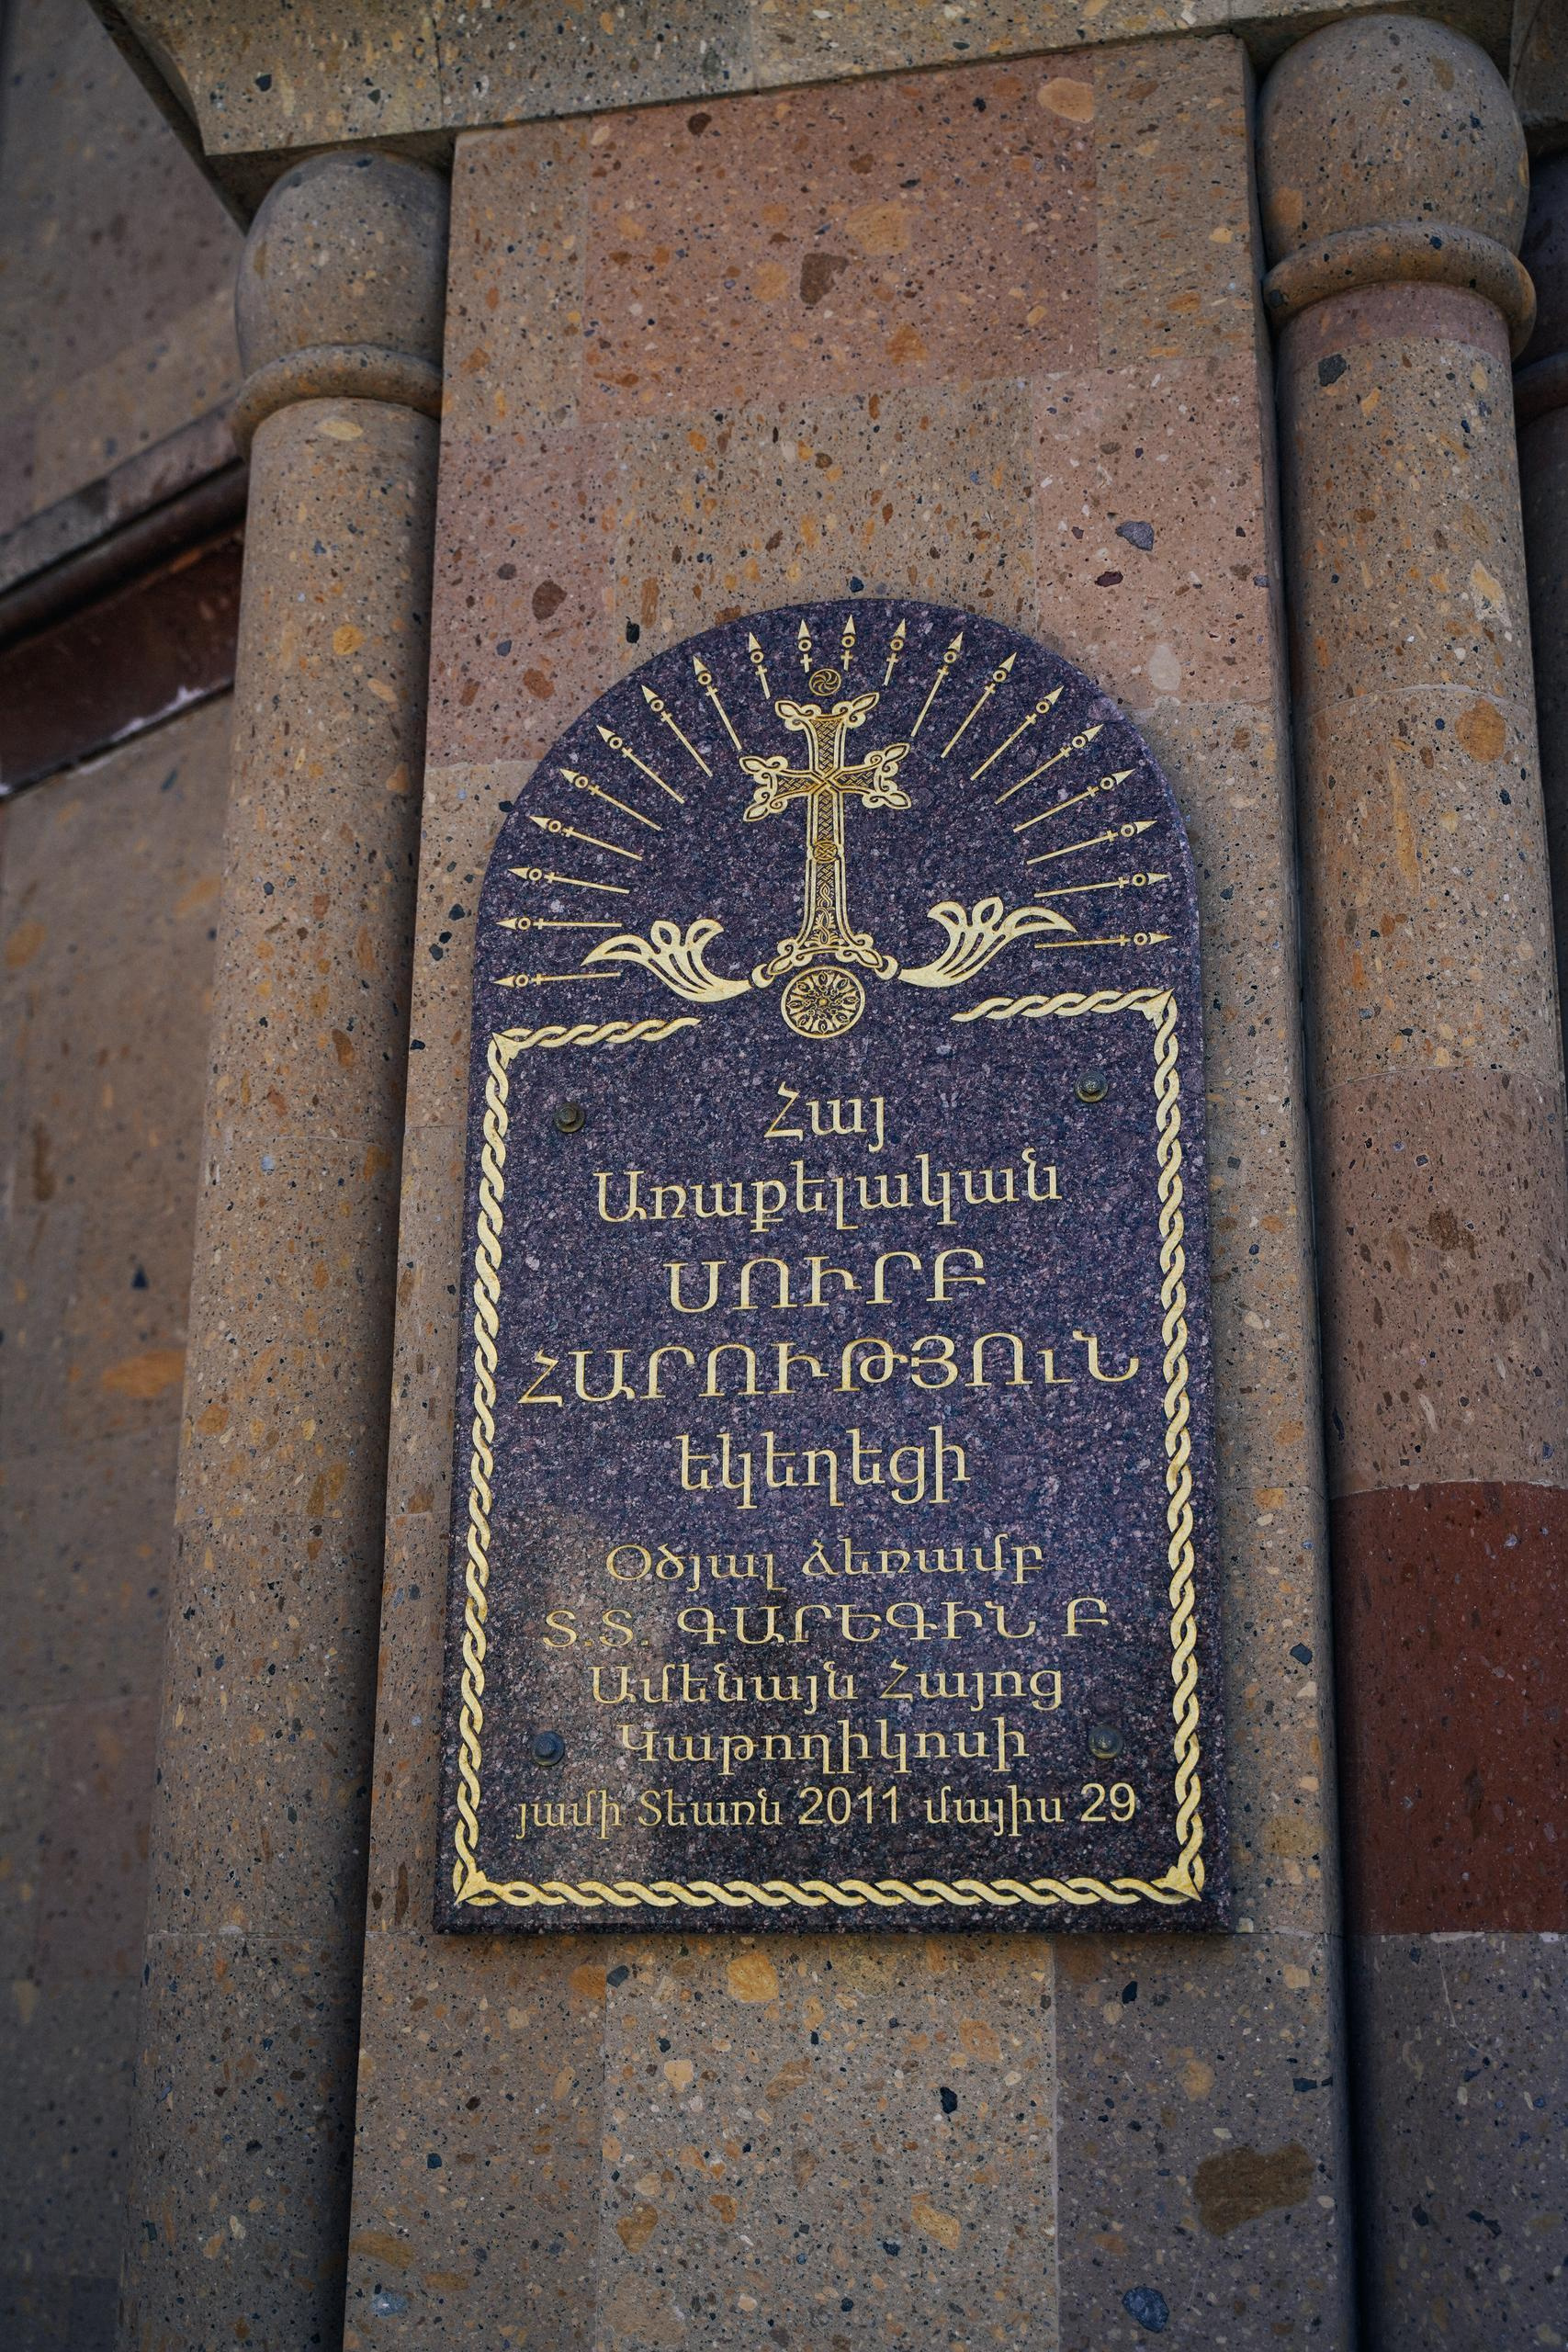 Հայ
Առաքելական
ՍՈՒՐԲ
ՀԱՐՈՒԹՅՈւՆ
եկեղեցի
Օծյալ ձեռամբ
Տ.Տ. ԳԱՐԵԳԻՆ Բ
Ամենայն Հայոց
Կաթողիկոսի
յամի Տեառն 2011 մայիս 29